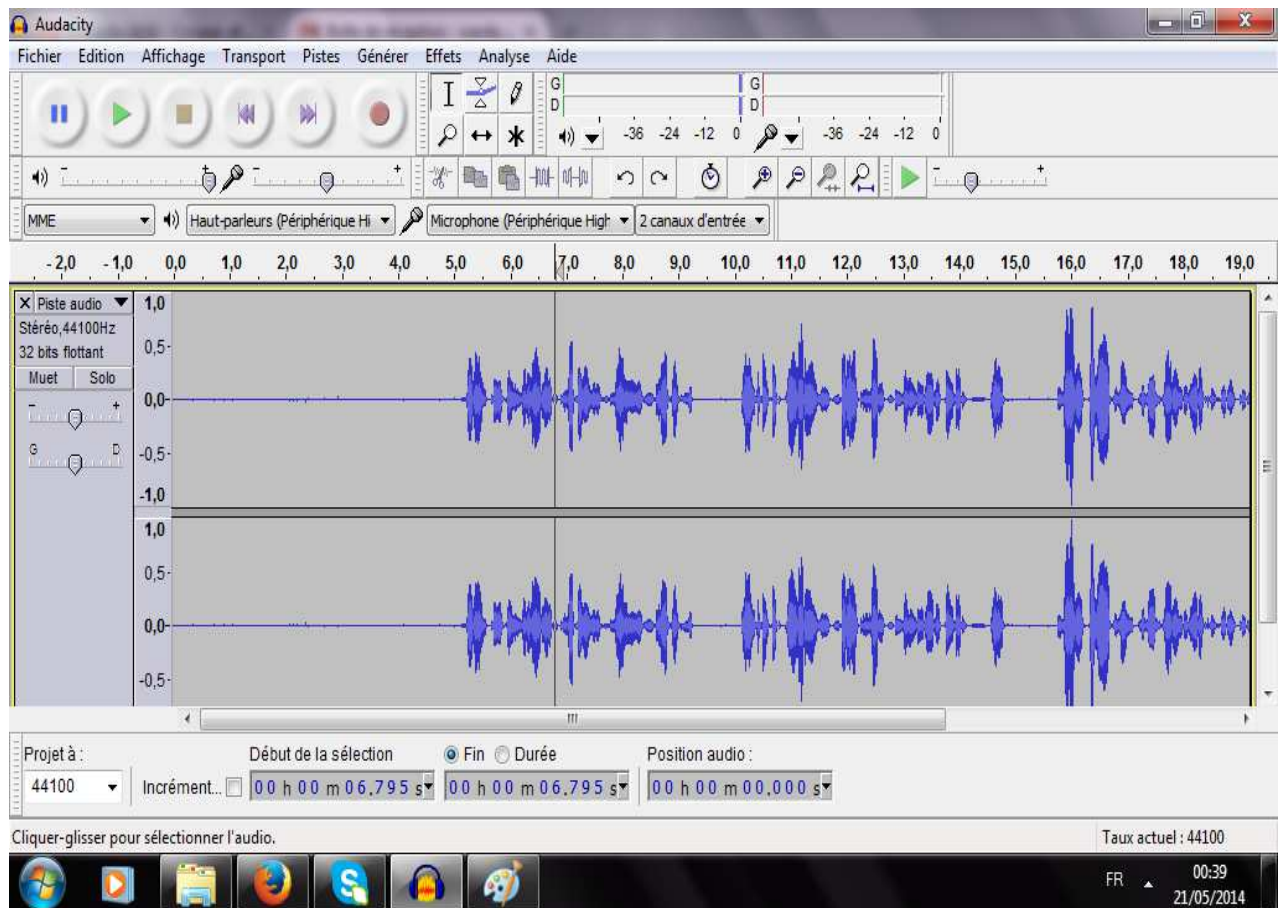 Audacity
Fichier Edition Affichage Transport Pistes Générer Effets Analyse Aide
G G
D D
-36 -24 -12 0 -36 -24 -12 0
- + - +
- +
MME Haut-parleurs (Périphérique Hi Microphone (Périphérique High 2 canaux d'entrée
- 2,0 - 1,0 0,0 1,0 2,0 3,0 4,0 5,0 6,0 7,0 8,0 9,0 10,0 11,0 12,0 13,0 14,0 15,0 16,0 17,0 18,0 19,0
X Piste audio 1,0
Stéréo,44100Hz
32 bits flottant 0,5-
Muet Solo
- + 0,0-
G D -0,5-
-1,0
1,0
0,5-
0,0-
-0,5-
Projet à : Début de la sélection Fin Durée Position audio :
44100 Incrément... 00 h 00 m 06.795 s 00 h 00 m 06.795 s 00 h 00 m 00.000 s
Cliquer-glisser pour sélectionner l'audio. Taux actuel : 44100
FR 00:39
21/05/2014